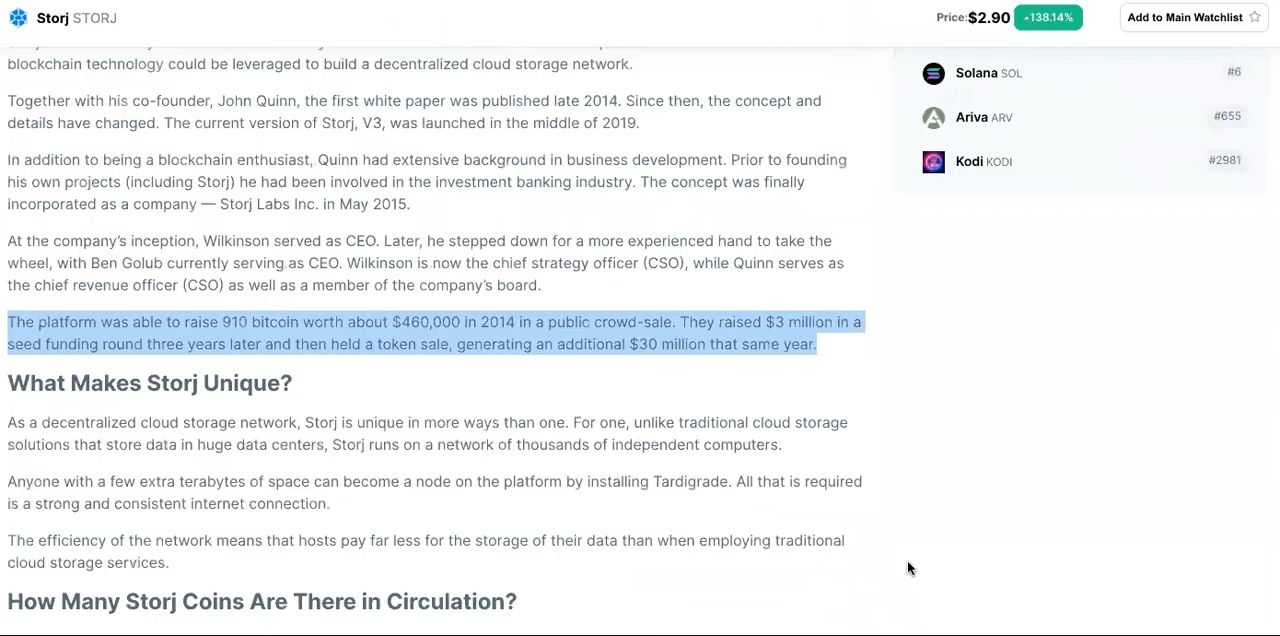 Storj STORJ
Price:$2.90 138.14%
Add to Main Watchlist
blockchain technology could be leveraged to build a decentralized cloud storage network.
Together with his co-founder, John Quinn, the first white paper was published late 2014. Since then, the concept and
details have changed. The current version of Storj, V3, was launched in the middle of 2019.
In addition to being a blockchain enthusiast, Quinn had extensive background in business development. Prior to founding
his own projects (including Storj) he had been involved in the investment banking industry. The concept was finally
incorporated as a company — Storj Labs Inc. in May 2015.
At the company’s inception, Wilkinson served as CEO. Later, he stepped down for a more experienced hand to take the
wheel, with Ben Golub currently serving as CEO. Wilkinson is now the chief strategy officer (CSO), while Quinn serves as
the chief revenue officer (CSO) as well as a member of the company’s board.
The platform was able to raise 910 bitcoin worth about $460,000 in 2014 in a public crowd-sale. They raised $3 million in a
seed funding round three years later and then held a token sale, generating an additional $30 million that same year.
What Makes Storj Unique?
As a decentralized cloud storage network, Storj is unique in more ways than one. For one, unlike traditional cloud storage
solutions that store data in huge data centers, Storj runs on a network of thousands of independent computers.
Anyone with a few extra terabytes of space can become a node on the platform by installing Tardigrade. All that is required
is a strong and consistent internet connection.
The efficiency of the network means that hosts pay far less for the storage of their data than when employing traditional
cloud storage services.
How Many Storj Coins Are There in Circulation?
Solana SOL #6
Ariva ARV #655
Kodi KODI #2981